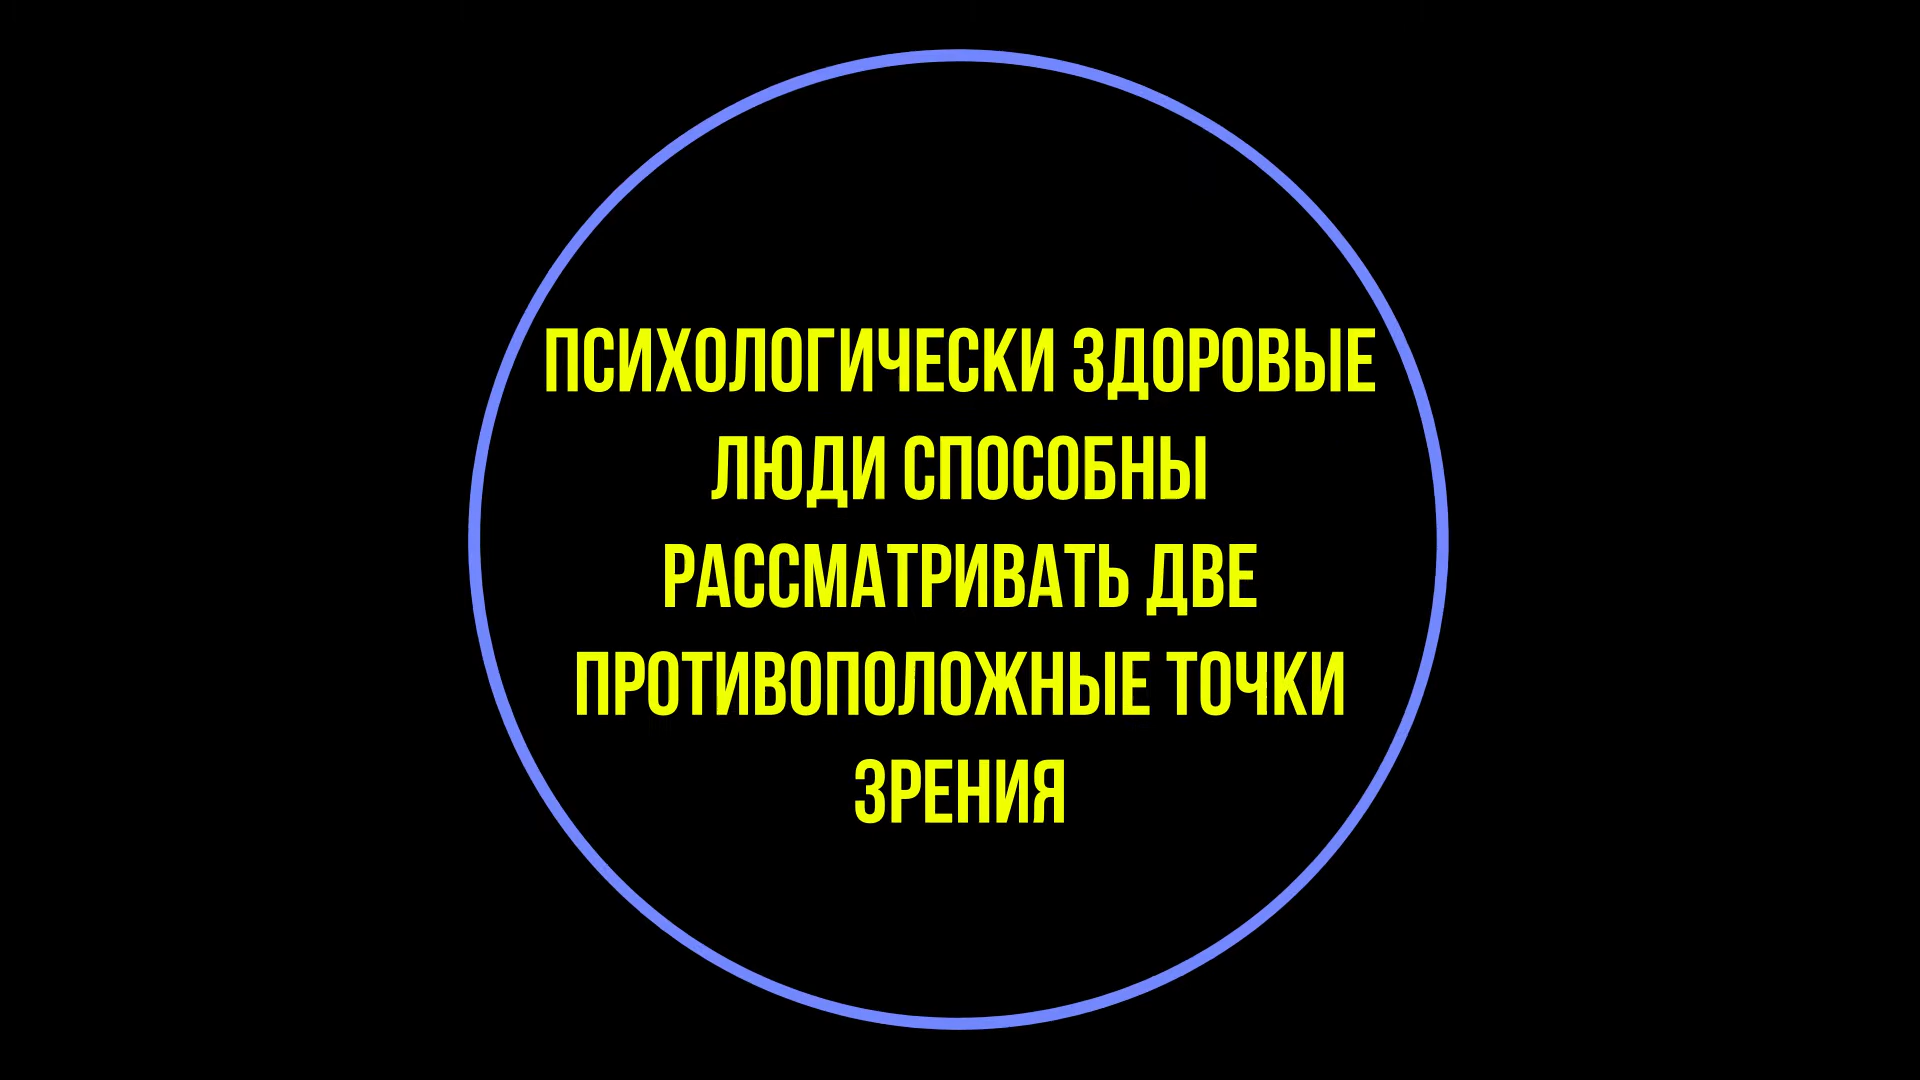 ПСИХОЛОГИЧЕСКИ ЗДОРОВЫЕ
ЛЮДИ СПОСОБНЫ
РАССМАТРИВАТЬ ДВЕ
ПРОТИВОПОЛОЖНЫЕ ТОЧКИ
ЗРЕНИЯ